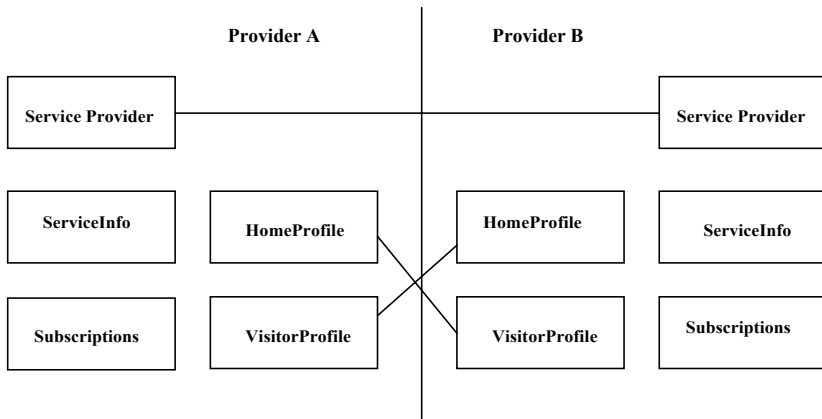 Provider A
Provider B
Service Provider
Service Provider
ServiceInfo
HomeProfile
HomeProfile
ServiceInfo
Subscriptions
VisitorProfile
VisitorProfile
Subscriptions